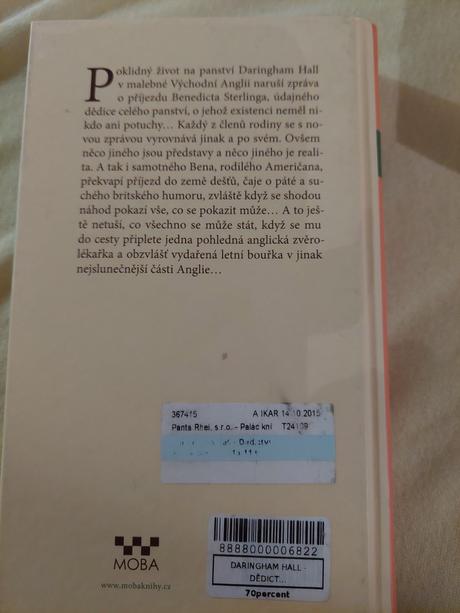 Poklidný život na panství Daringham Hall
v malebné Východní Anglii naruší zpráva
o příjezdu Benedicta Sterlinga, údajného
dědice celého panství, o jehož existenci neměl ni-
kdo ani potuchy… Každý z členů rodiny se s no-
vou zprávou vyrovnává jinak a po svém. Ovšem
něco jiného jsou představy a něco jiného je reali-
ta. A tak i samotného Bena, rodilého Američana,
překvapí příjezd do země dešťů, čaje o páté a su-
chého britského humoru, zvláště když se shodou
náhod pokazí vše, co se pokazit může… A to ješ-
tě netuší, co všechno se může stát, když se mu
do cesty připlete jedna pohledná anglická zvěro-
lékařka a obzvlášť vydařená letní bouřka v jinak
nejslunečnější části Anglie…
367415 A IKAR 14.10.2015
Panta Rhei, s.r.o. - Palác kní T24139
MOBA
www.mobaknihy.cz
8888000006822
DARINGHAM HALL -
DĚDICT...
70percent